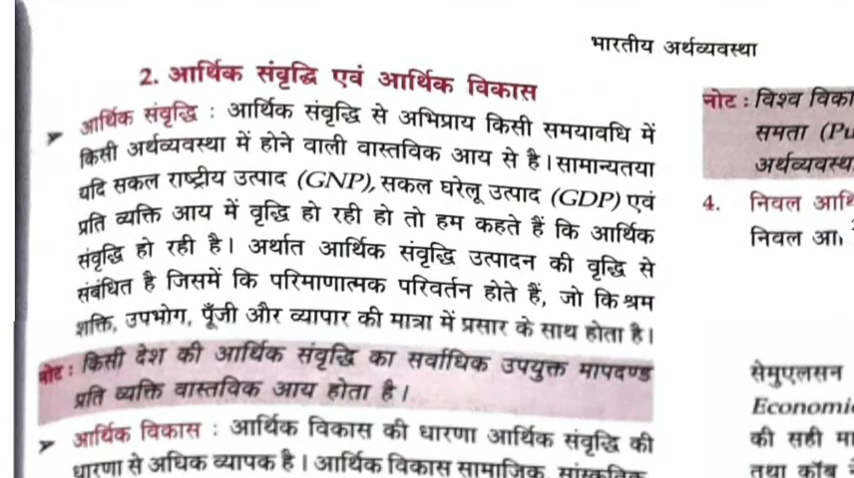 भारतीय अर्थव्यवस्था
2. आर्थिक संवृद्धि एवं आर्थिक विकास
आर्थिक संवृद्धि : आर्थिक संवृद्धि से अभिप्राय किसी समयावधि में
किसी अर्थव्यवस्था में होने वाली वास्तविक आय से है। सामान्यतया
यदि सकल राष्ट्रीय उत्पाद (GNP), सकल घरेलू उत्पाद (GDP) एवं
प्रति व्यक्ति आय में वृद्धि हो रही हो तो हम कहते हैं कि आर्थिक
संवृद्धि हो रही है। अर्थात आर्थिक संवृद्धि उत्पादन की वृद्धि से
संबंधित है जिसमें कि परिमाणात्मक परिवर्तन होते हैं, जो कि श्रम
शक्ति, उपभोग, पूँजी और व्यापार की मात्रा में प्रसार के साथ होता है।
नोट : किसी देश की आर्थिक संवृद्धि का सर्वाधिक उपयुक्त मापदण्ड
प्रति व्यक्ति वास्तविक आय होता है।
आर्थिक विकास : आर्थिक विकास की धारणा आर्थिक संवृद्धि की
धारणा से अधिक व्यापक है। आर्थिक विकास सामाजिक, सांस्कृतिक,
नोट : विश्व
समता
4. निवल
निवल
सेमुएलसन
की सही
तथा कॉब